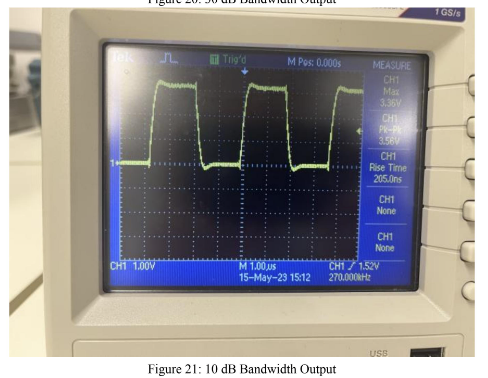 Figure 20: 30 dB Bandwidth Output
1 GS/s
Tek
T Trig'd
M Pos: 0.000s
MEASURE
CH1
Max
3.36V
CH1
Pk-Pk
3.56V
CH1
Rise Time
205.0ns
CH1
None
CH1
None
1
CH1 1.00V
M 1.00µs
CH1 1.52V
15-May-23 15:12
270.000kHz
USB
Figure 21: 10 dB Bandwidth Output